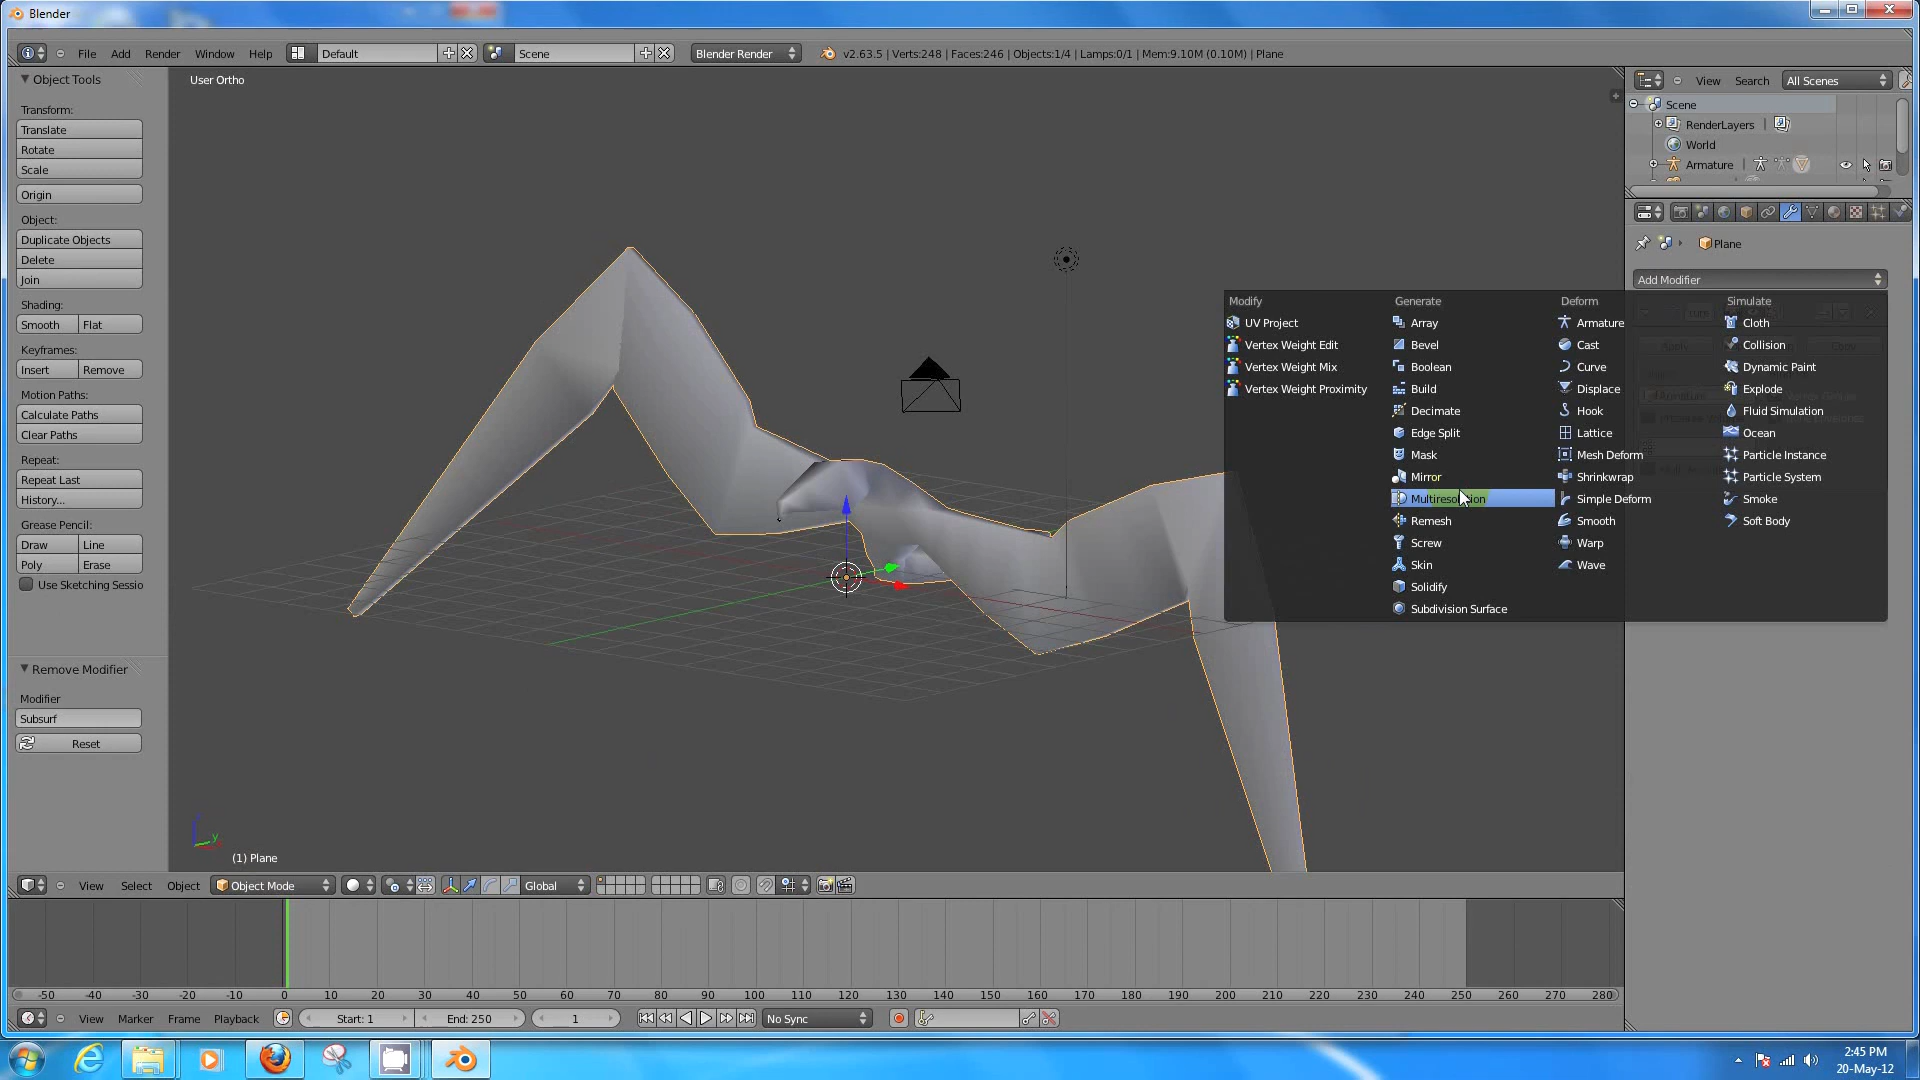 Blender
File Add Render Window Help Default Scene Blender Render v2.63.5 | Verts:248 | Faces:246 | Objects:1/4 | Lamps:0/1 | Mem:9.10M (0.10M) | Plane
Object Tools
Transform:
Translate
Rotate
Scale
Origin
Object:
Duplicate Objects
Delete
Join
Shading:
Smooth Flat
Keyframes:
Insert Remove
Motion Paths:
Calculate Paths
Clear Paths
Repeat:
Repeat Last
History...
Grease Pencil:
Draw Line
Poly Erase
Use Sketching Sessio
Remove Modifier
Modifier
Subsurf
Reset
User Ortho
(1) Plane
View Search All Scenes
Scene
RenderLayers
World
Armature
Plane
Add Modifier
Modify
UV Project
Vertex Weight Edit
Vertex Weight Mix
Vertex Weight Proximity
Generate
Array
Bevel
Boolean
Build
Decimate
Edge Split
Mask
Mirror
Multiresolution
Remesh
Screw
Skin
Solidify
Subdivision Surface
Deform
Armature
Cast
Curve
Displace
Hook
Lattice
Mesh Deform
Shrinkwrap
Simple Deform
Smooth
Warp
Wave
Simulate
Cloth
Collision
Dynamic Paint
Explode
Fluid Simulation
Ocean
Particle Instance
Particle System
Smoke
Soft Body
View Select Object Object Mode Global
-50 -40 -30 -20 -10 0 10 20 30 40 50 60 70 80 90 100 110 120 130 140 150 160 170 180 190 200 210 220 230 240 250 260 270 280
View Marker Frame Playback Start: 1 End: 250 1 No Sync
2:45 PM
20-May-12